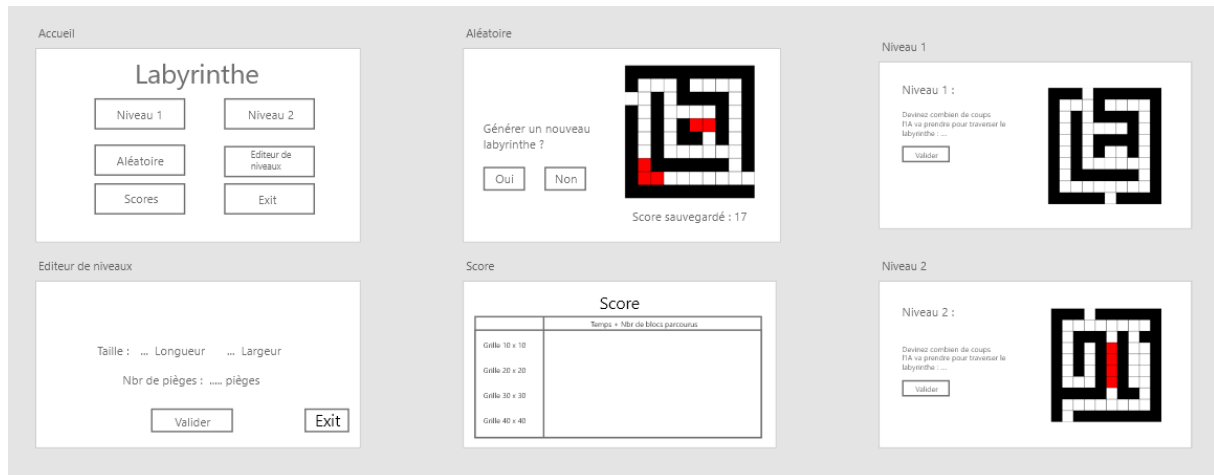 Accueil
Labyrinthe
Niveau 1
Niveau 2
Aléatoire
Editeur de
niveaux
Scores
Exit
Aléatoire
Générer un nouveau
labyrinthe ?
Oui
Non
Score sauvegardé : 17
Niveau 1
Niveau 1 :
Devinez combien de coups
l'IA va prendre pour traverser le
labyrinthe : ...
Valider
Editeur de niveaux
Taille : ... Longueur ... Largeur
Nbr de pièges : ..... pièges
Valider
Exit
Score
Score
Temps + Nbr de blocs parcourus
Grille 10 x 10
Grille 20 x 20
Grille 30 x 30
Grille 40 x 40
Niveau 2
Niveau 2 :
Devinez combien de coups
l'IA va prendre pour traverser le
labyrinthe : ...
Valider